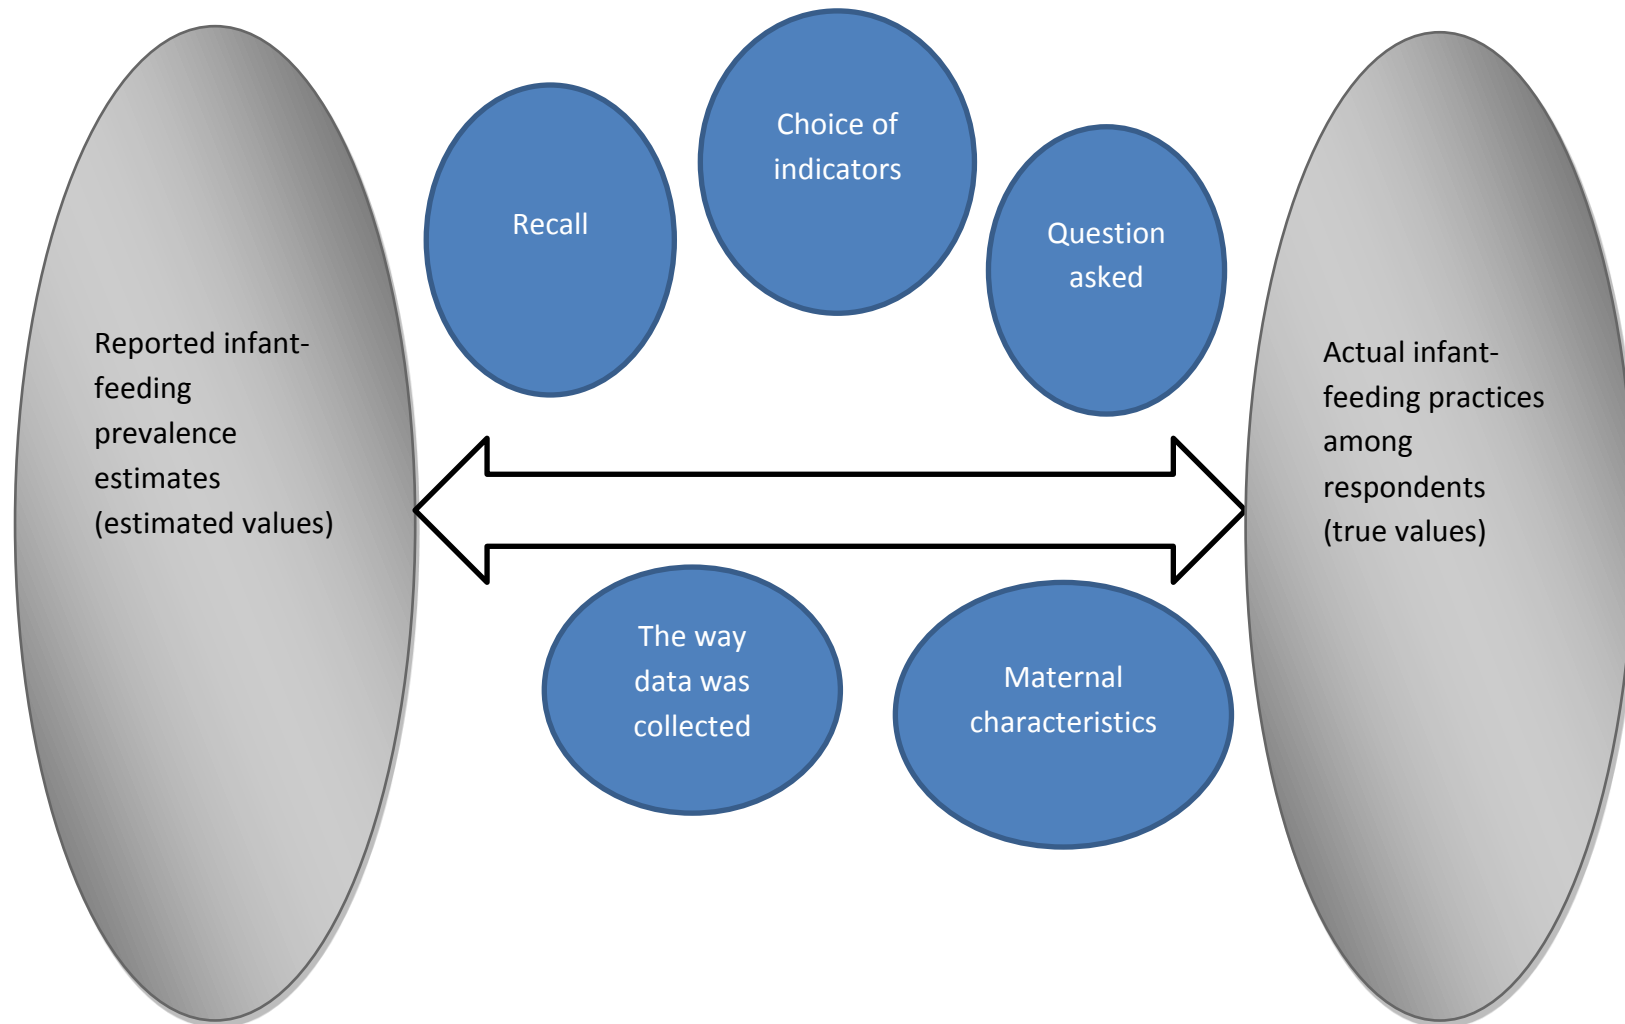 Choice of
indicators
Recall
Question
asked
Reported infant-
feeding
prevalence
estimates
(estimated values)
Actual infant-
feeding practices
among
respondents
(true values)
The way
data was
collected
Maternal
characteristics